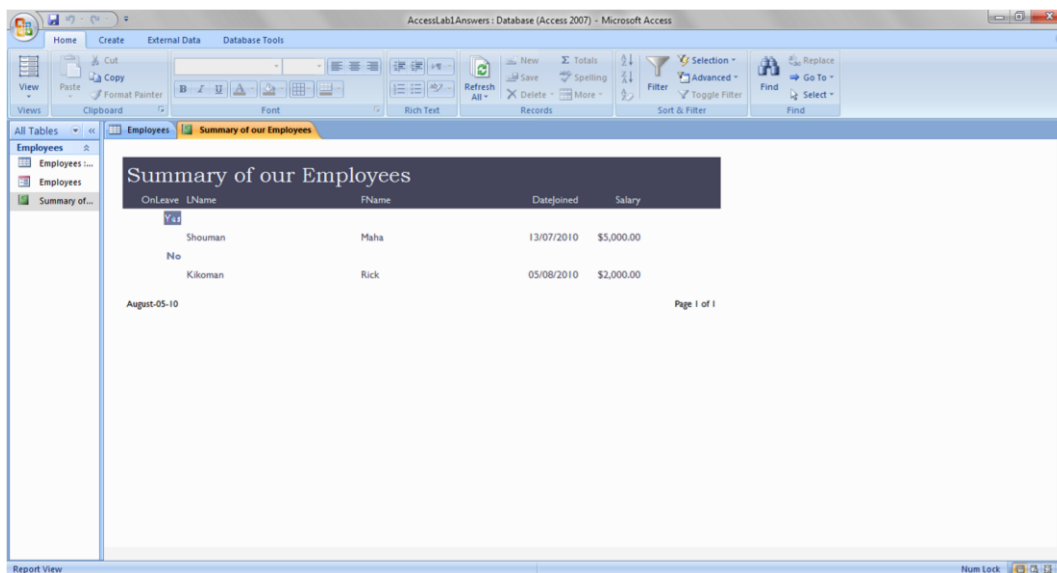 AccessLab1Answers : Database (Access 2007) - Microsoft Access
Home Create External Data Database Tools
View
Views
Paste
Cut
Copy
Format Painter
Clipboard
B I U A
Font
Rich Text
Refresh All
New
Save
Delete
Totals
Spelling
More
Records
Filter
Selection
Advanced
Toggle Filter
Sort & Filter
Find
Replace
Go To
Select
Find
All Tables
Employees
Employees :...
Employees
Summary of...
Employees Summary of our Employees
Summary of our Employees
OnLeave LName FName DateJoined Salary
Yes
Shouman Maha 13/07/2010 $5,000.00
No
Kikoman Rick 05/08/2010 $2,000.00
August-05-10 Page 1 of 1
Report View Num Lock